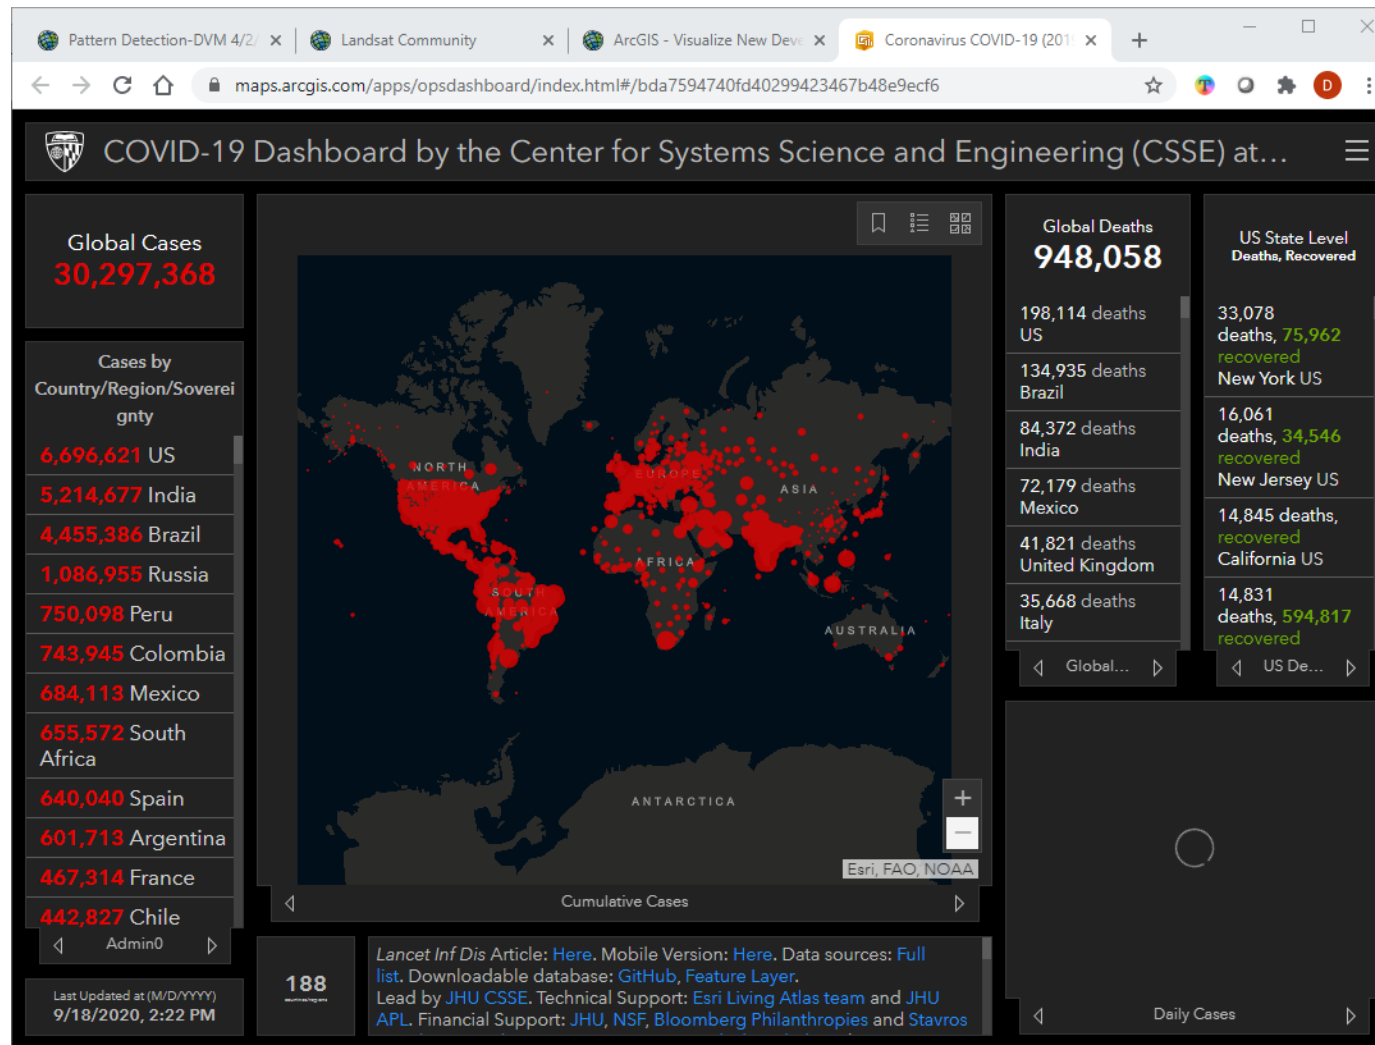 Pattern Detection-DVM 4/2/
Landsat Community
ArcGIS - Visualize New Deve
Coronavirus COVID-19 (201
maps.arcgis.com/apps/opsdashboard/index.html#/bda7594740fd40299423467b48e9ecf6
D
COVID-19 Dashboard by the Center for Systems Science and Engineering (CSSE) at...
Global Cases
30,297,368
Cases by
Country/Region/Soverei
gnty
6,696,621 US
5,214,677 India
4,455,386 Brazil
1,086,955 Russia
750,098 Peru
743,945 Colombia
684,113 Mexico
655,572 South
Africa
640,040 Spain
601,713 Argentina
467,314 France
442,827 Chile
Admin0
Last Updated at (M/D/YYYY)
9/18/2020, 2:22 PM
NORTH
AMERICA
EUROPE
ASIA
AFRICA
SOUTH
AMERICA
AUSTRALIA
ANTARCTICA
+
−
Esri, FAO, NOAA
Cumulative Cases
188
countries/regions
Lancet Inf Dis Article: Here. Mobile Version: Here. Data sources: Full
list. Downloadable database: GitHub, Feature Layer.
Lead by JHU CSSE. Technical Support: Esri Living Atlas team and JHU
APL. Financial Support: JHU, NSF, Bloomberg Philanthropies and Stavros
Global Deaths
948,058
198,114 deaths
US
134,935 deaths
Brazil
84,372 deaths
India
72,179 deaths
Mexico
41,821 deaths
United Kingdom
35,668 deaths
Italy
Global...
US State Level
Deaths, Recovered
33,078
deaths, 75,962
recovered
New York US
16,061
deaths, 34,546
recovered
New Jersey US
14,845 deaths,
recovered
California US
14,831
deaths, 594,817
recovered
US De...
Daily Cases